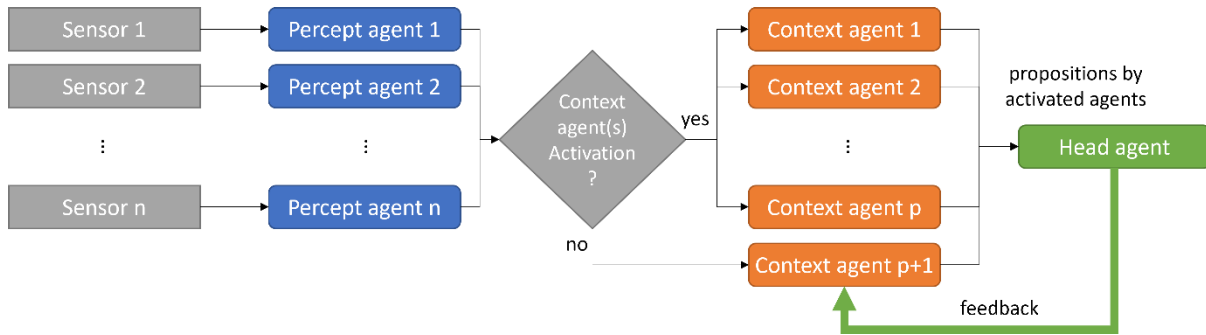 Sensor 1
Percept agent 1
Context agent 1
Sensor 2
Percept agent 2
Context agent 2
propositions by
activated agents
Context
agent(s)
Activation
?
yes
⋮
⋮
⋮
Head agent
Sensor n
Percept agent n
Context agent p
no
Context agent p+1
feedback